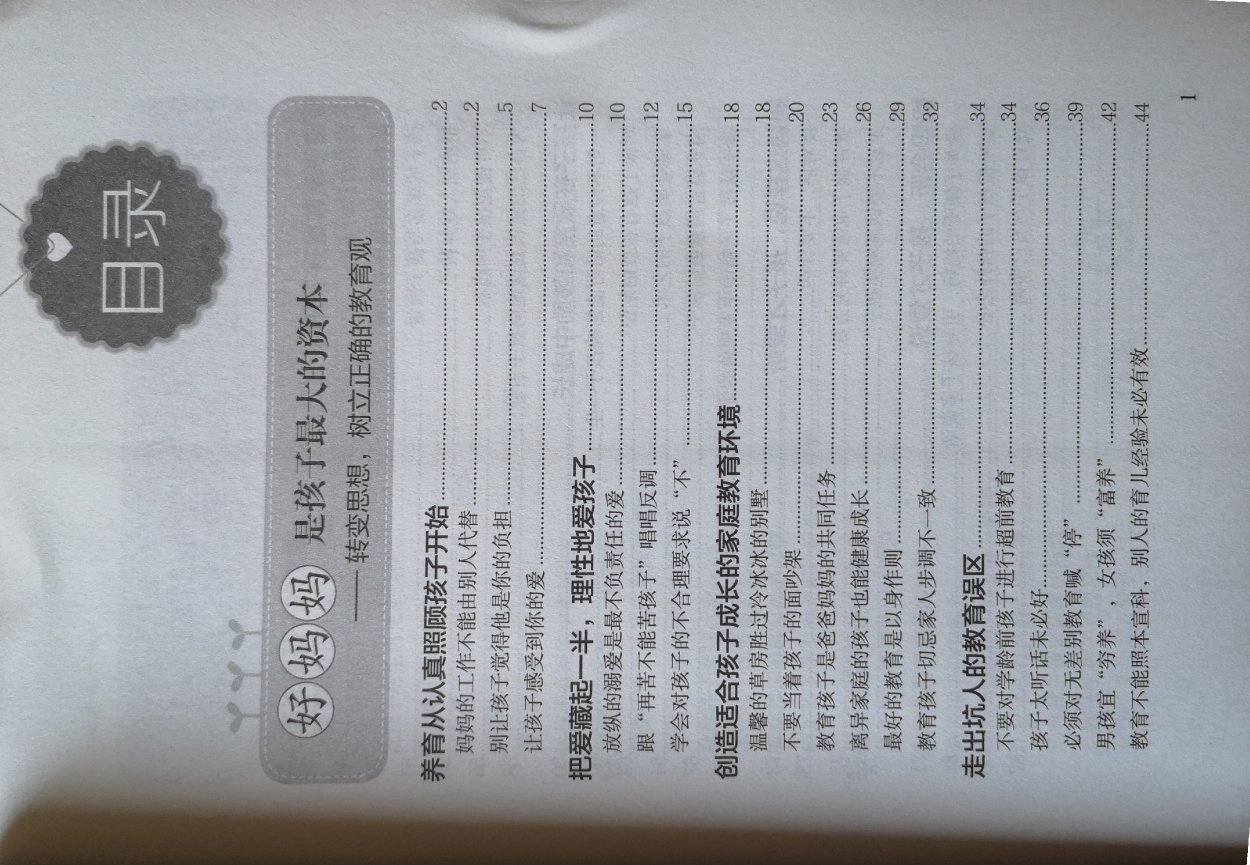 目录
好妈妈 是孩子最大的资本
——转变思想，树立正确的教育观
养育从认真照顾孩子开始……2
妈妈的工作不能由别人代替……2
别让孩子觉得他是你的负担……5
让孩子感受到你的爱……7
把爱藏起一半，理性地爱孩子……10
放纵的溺爱是最不负责任的爱……10
跟“再苦不能苦孩子”唱唱反调……12
学会对孩子的不合理要求说“不”……15
创造适合孩子成长的家庭教育环境……18
温馨的草房胜过冷冰冰的别墅……18
不要当着孩子的面吵架……20
教育孩子是爸爸妈妈的共同任务……23
离异家庭的孩子也能健康成长……26
最好的教育是以身作则……29
教育孩子切忌家人步调不一致……32
走出坑人的教育误区……34
不要对学龄前孩子进行超前教育……34
孩子太听话未必好……36
必须对无差别教育喊“停”……39
男孩宜“穷养”，女孩须“富养”……42
教育不能照本宣科，别人的育儿经验未必有效……44
1